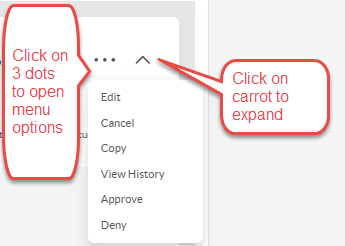 Click on
3 dots
to open
menu
options
Click on
carrot to
expand
Edit
Cancel
Copy
View History
Approve
Deny